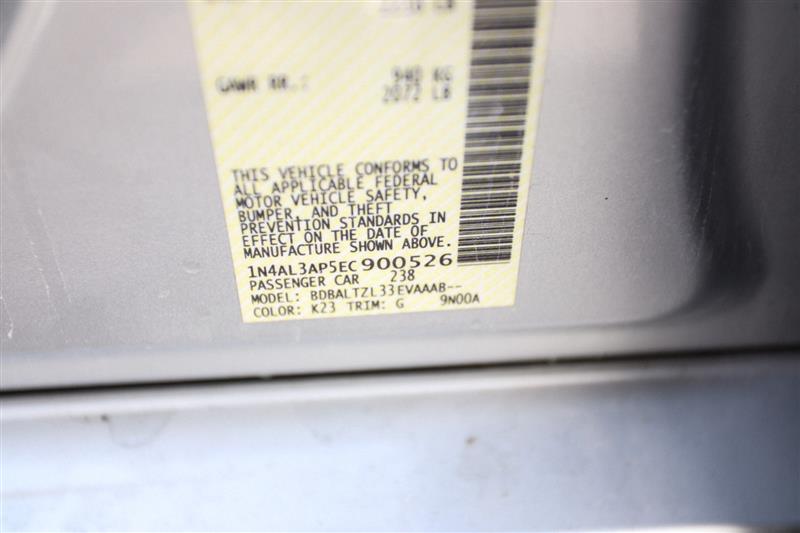 GAWR RR.: 940 KG
2072 LB
THIS VEHICLE CONFORMS TO
ALL APPLICABLE FEDERAL
MOTOR VEHICLE SAFETY,
BUMPER, AND THEFT
PREVENTION STANDARDS IN
EFFECT ON THE DATE OF
MANUFACTURE SHOWN ABOVE.
1N4AL3AP5EC900526
PASSENGER CAR 238
MODEL: BDBALTZL33EVAAAB--
COLOR: K23 TRIM: G 9N00A